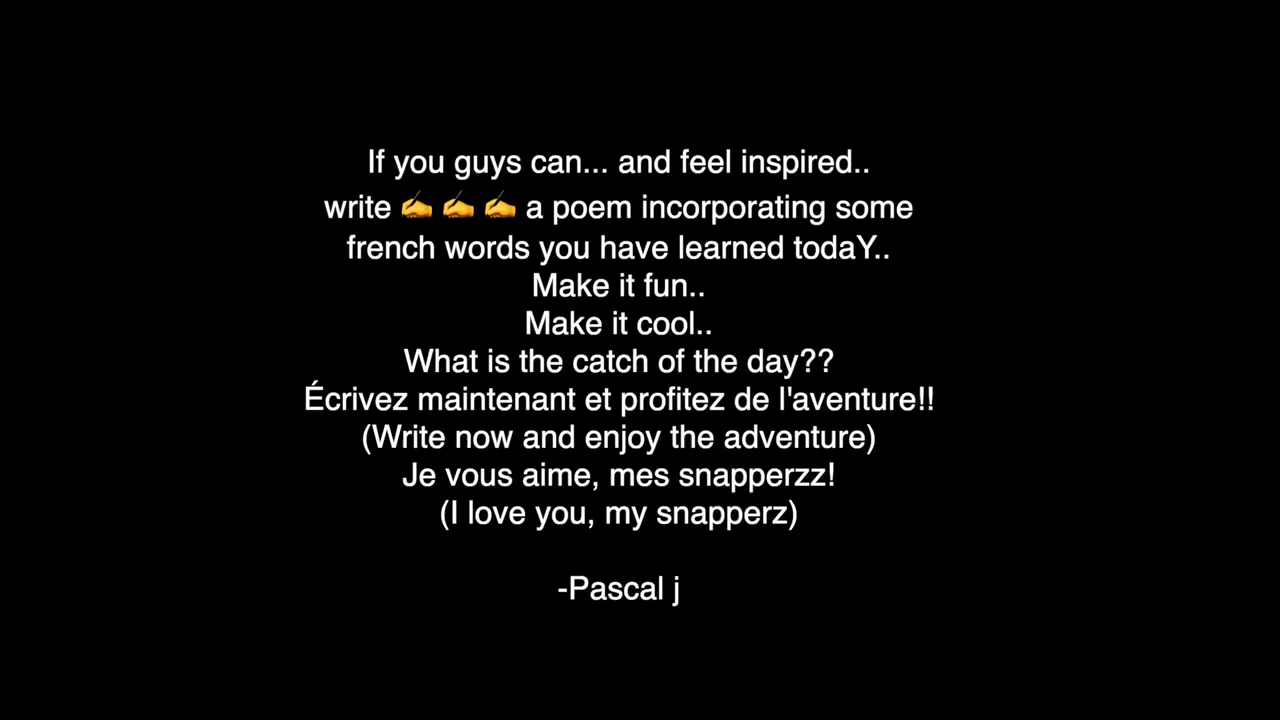 If you guys can... and feel inspired..
write ✍️ ✍️ ✍️ a poem incorporating some
french words you have learned todaY..
Make it fun..
Make it cool..
What is the catch of the day??
Écrivez maintenant et profitez de l'aventure!!
(Write now and enjoy the adventure)
Je vous aime, mes snapperzz!
(I love you, my snapperz)
-Pascal j